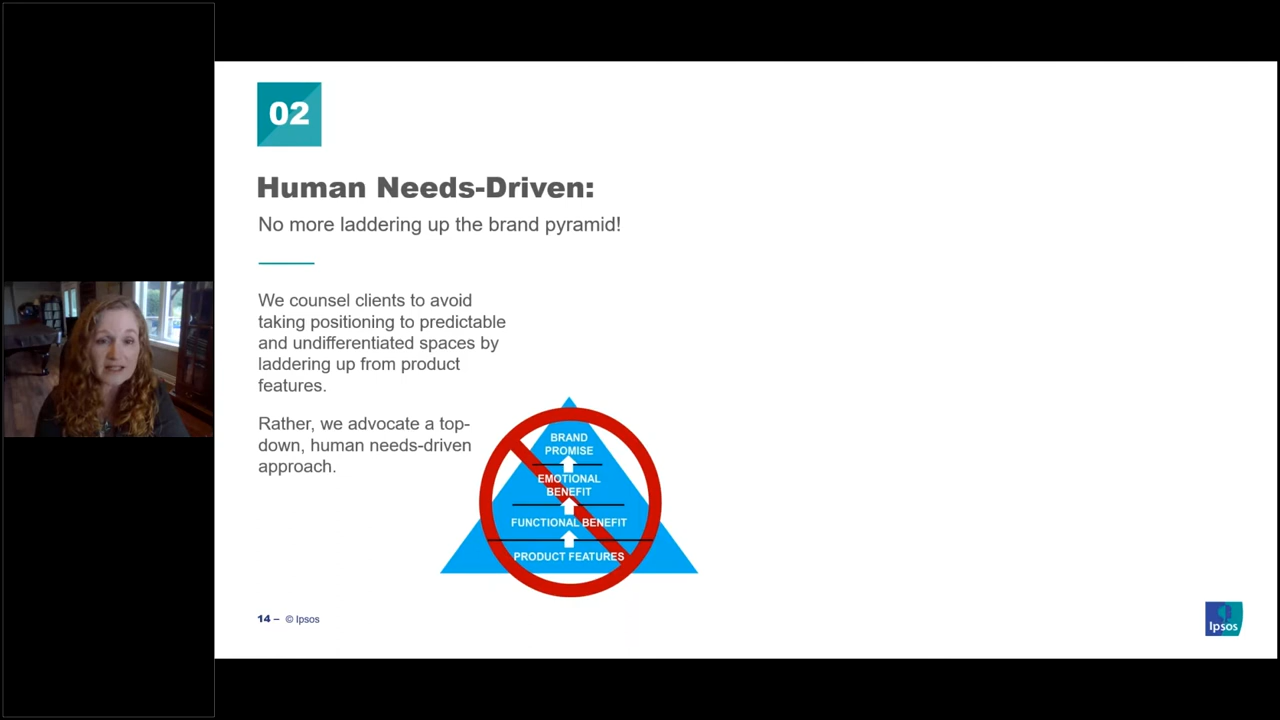 02
Human Needs-Driven:
No more laddering up the brand pyramid!
We counsel clients to avoid
taking positioning to predictable
and undifferentiated spaces by
laddering up from product
features.
Rather, we advocate a top-
down, human needs-driven
approach.
BRAND
PROMISE
EMOTIONAL
BENEFIT
FUNCTIONAL BENEFIT
PRODUCT FEATURES
14 – © Ipsos
Ipsos